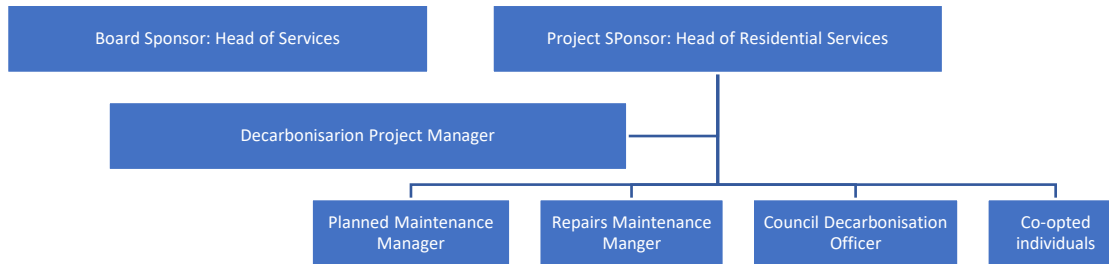 Board Sponsor: Head of Services
Project SPonsor: Head of Residential Services
Decarbonisarion Project Manager
Planned Maintenance
Manager
Repairs Maintenance
Manger
Council Decarbonisation
Officer
Co-opted
individuals